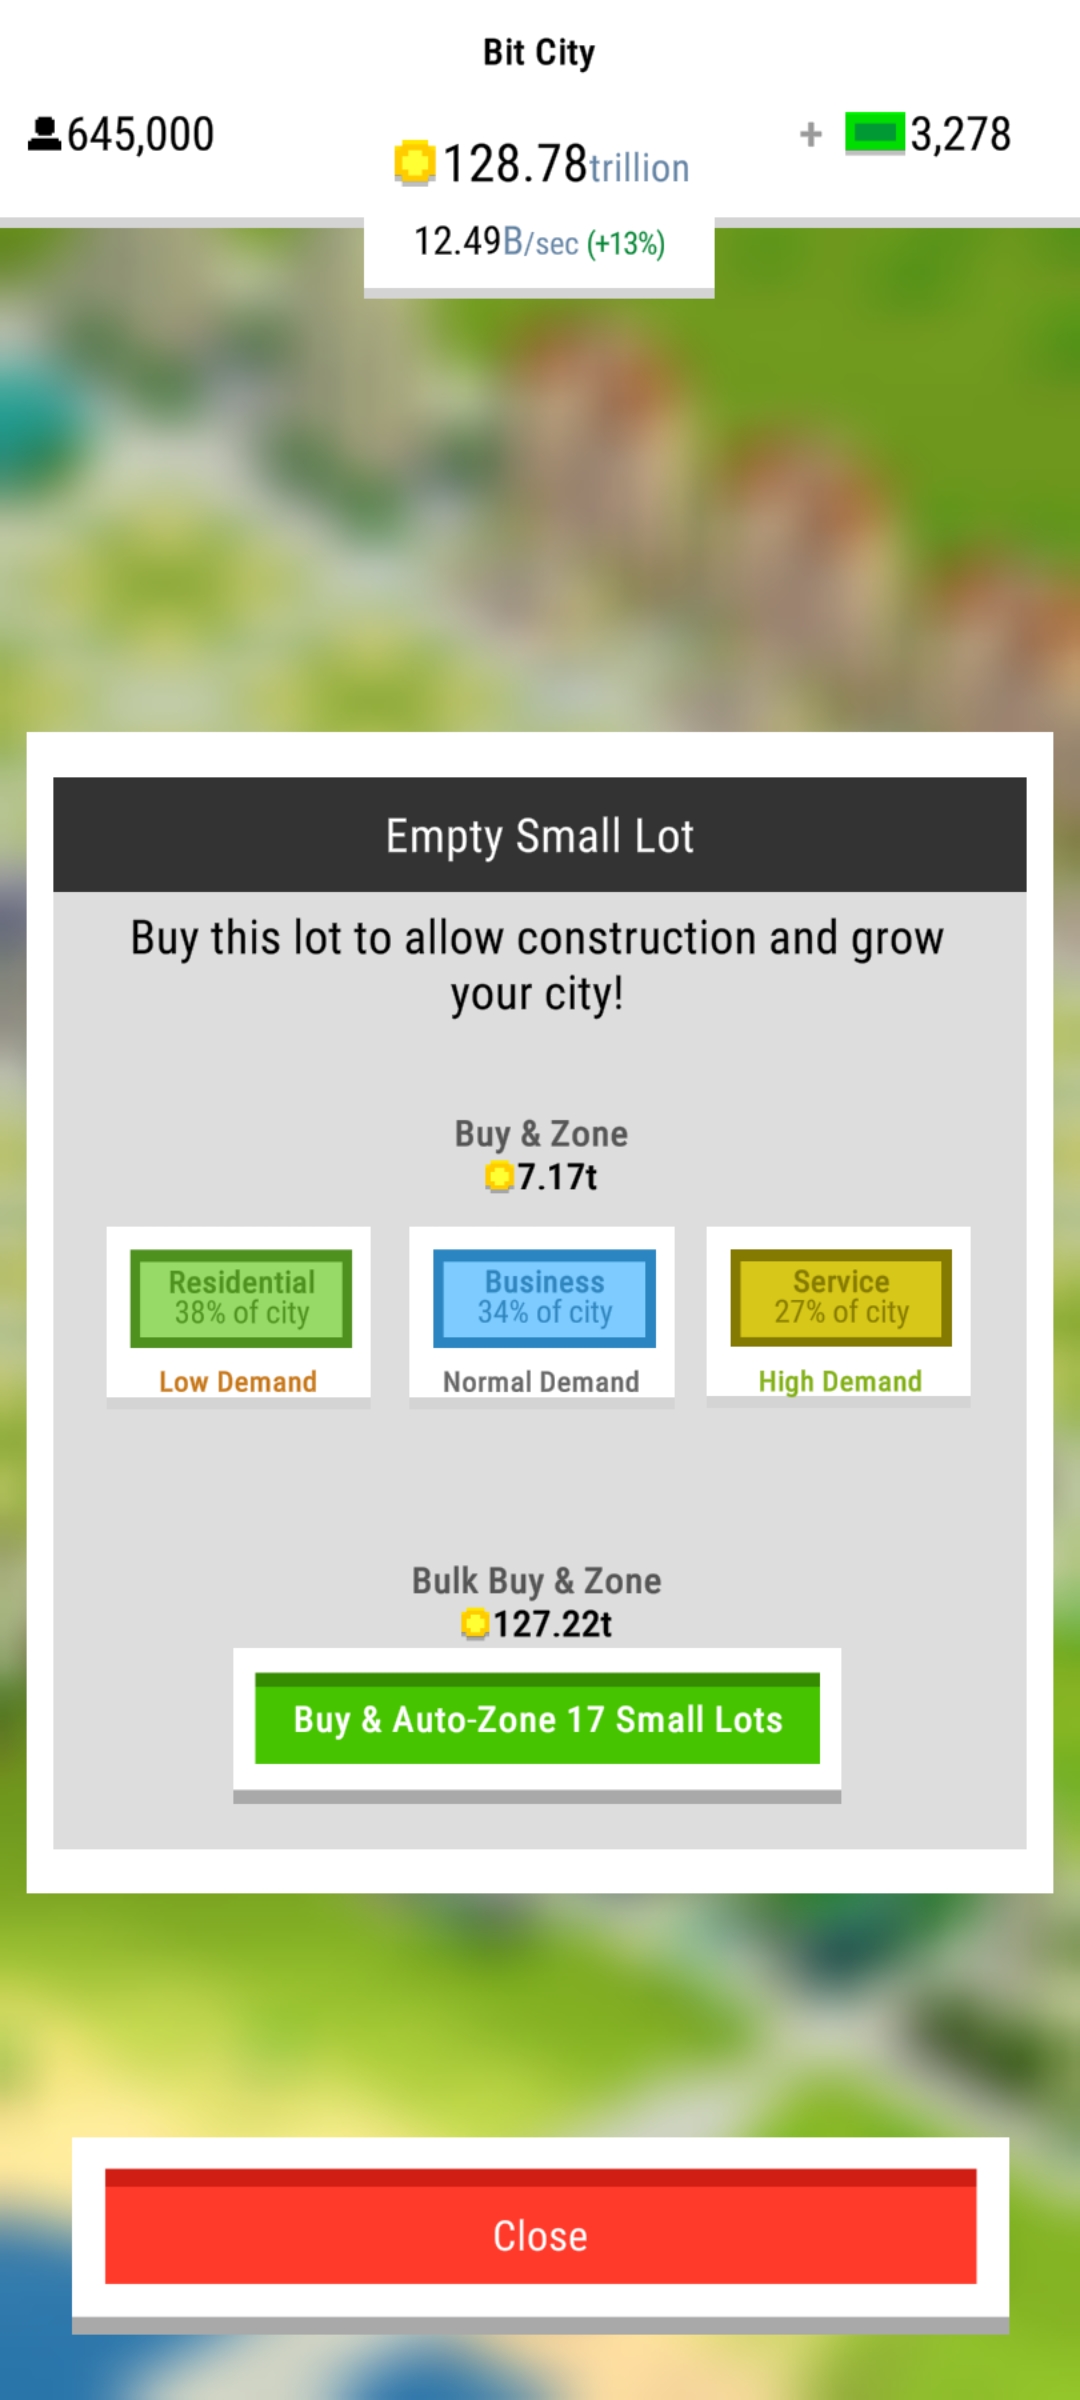 Bit City
645,000
128.78trillion
+ 3,278
12.49B/sec (+13%)
Empty Small Lot
Buy this lot to allow construction and grow
your city!
Buy & Zone
7.17t
Residential
38% of city
Low Demand
Business
34% of city
Normal Demand
Service
27% of city
High Demand
Bulk Buy & Zone
127.22t
Buy & Auto-Zone 17 Small Lots
Close